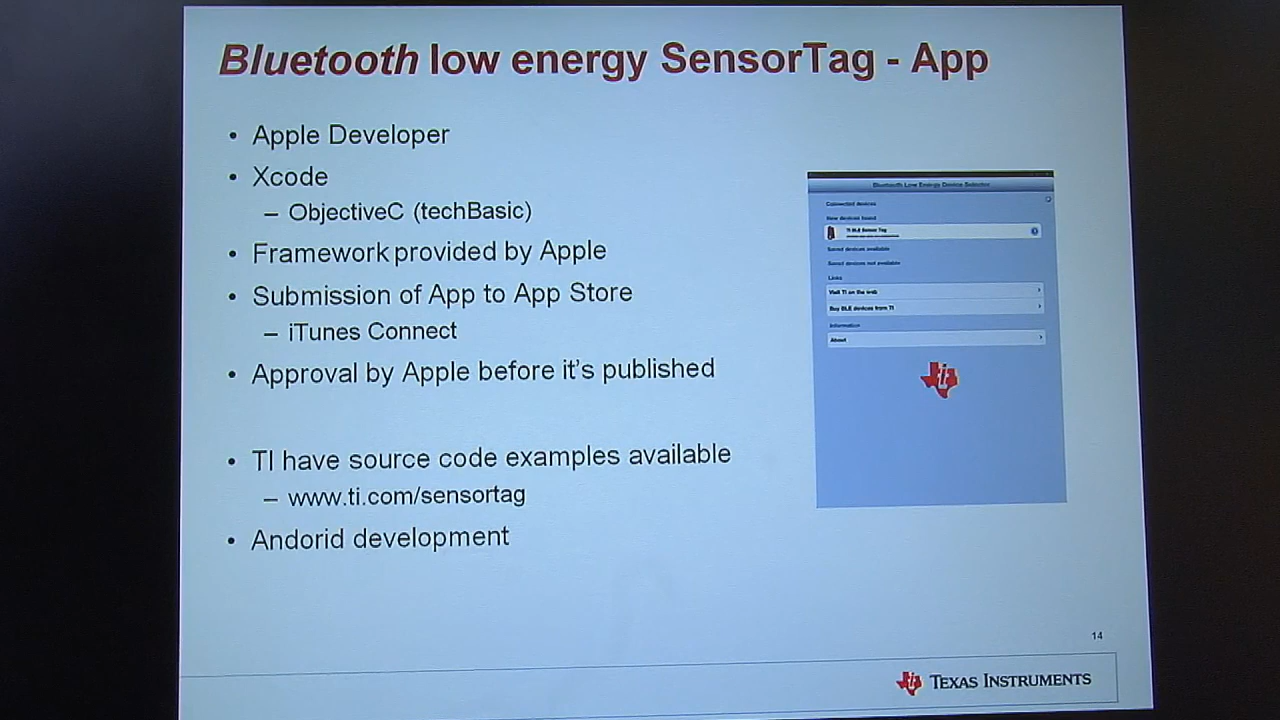 Bluetooth low energy SensorTag - App
• Apple Developer
• Xcode
– ObjectiveC (techBasic)
• Framework provided by Apple
• Submission of App to App Store
– iTunes Connect
• Approval by Apple before it's published
• TI have source code examples available
– www.ti.com/sensortag
• Andorid development
Bluetooth Low Energy Device Selector
Connected devices
New devices found
TI BLE Sensor Tag
Saved devices available
Saved devices not available
Links
Visit TI on the web
Buy BLE devices from TI
Information
About
14
TEXAS INSTRUMENTS